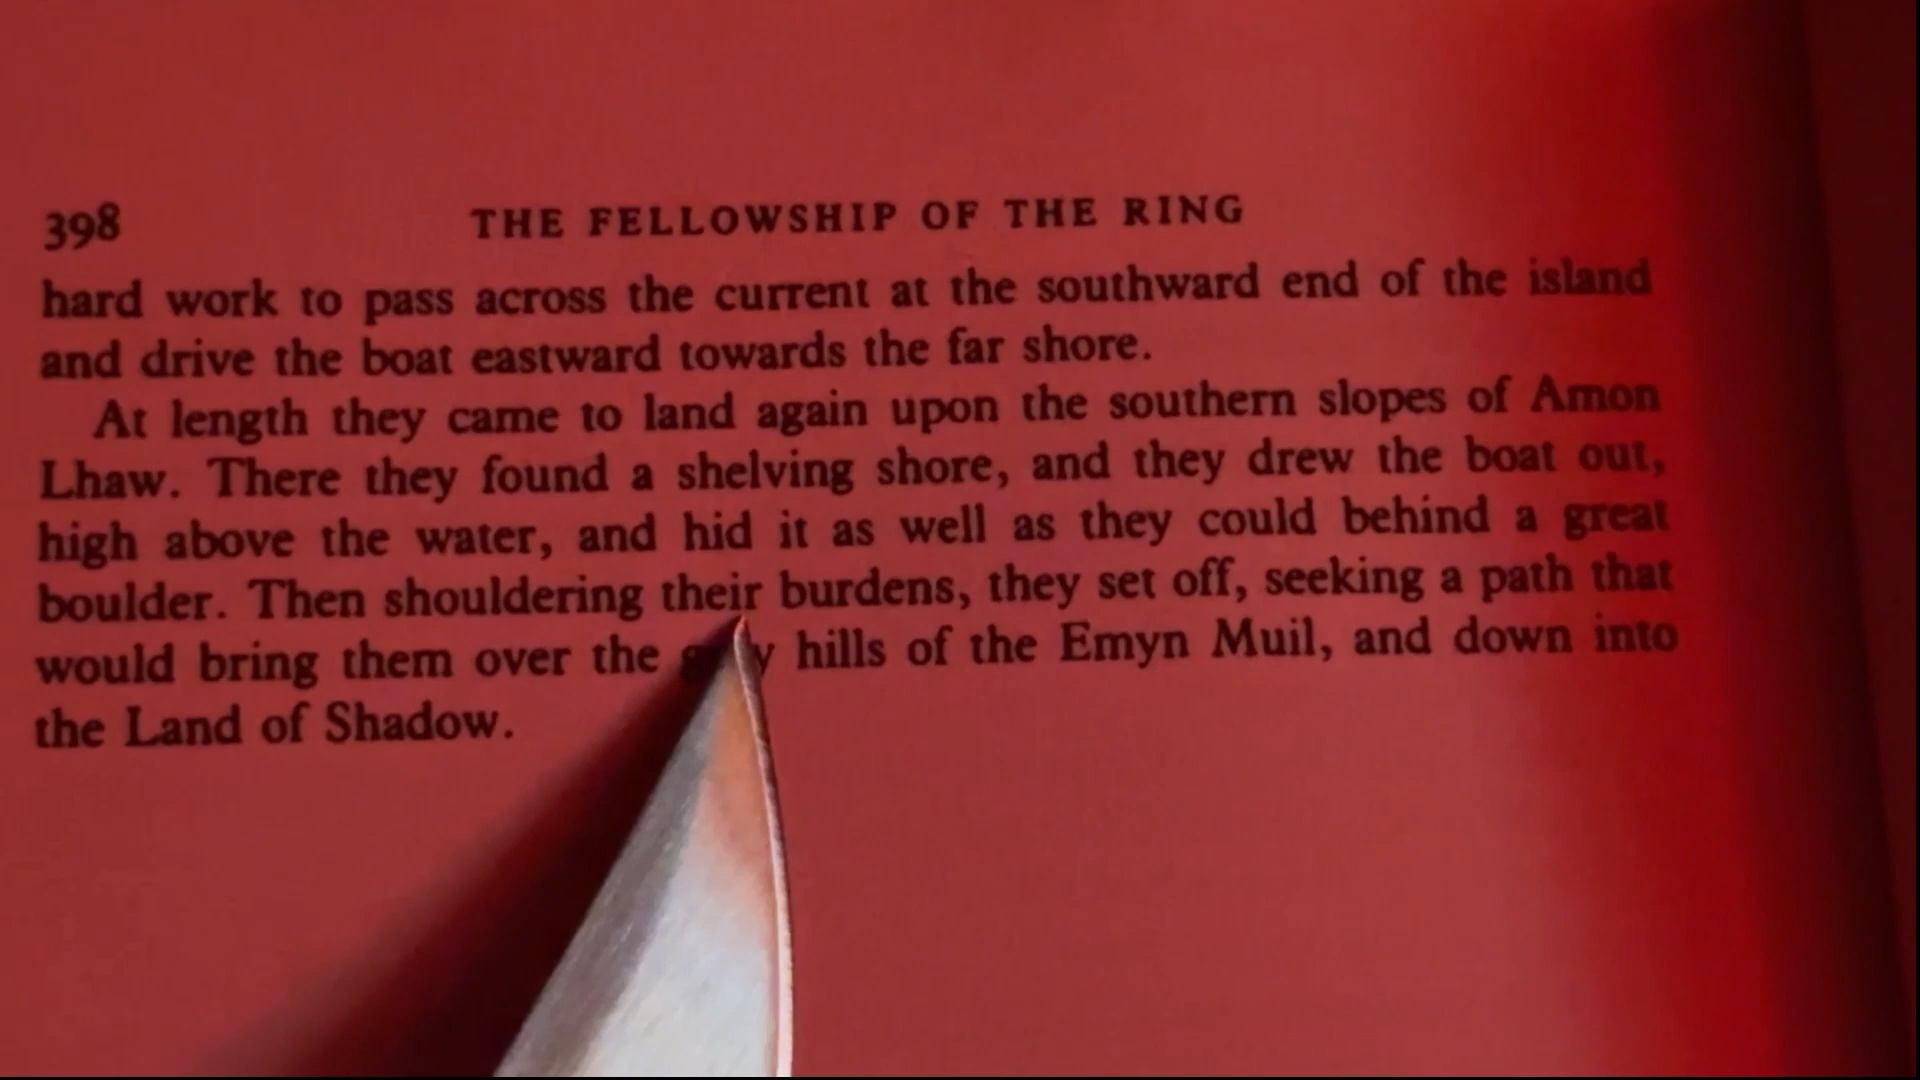 398 THE FELLOWSHIP OF THE RING
hard work to pass across the current at the southward end of the island
and drive the boat eastward towards the far shore.
At length they came to land again upon the southern slopes of Amon
Lhaw. There they found a shelving shore, and they drew the boat out,
high above the water, and hid it as well as they could behind a great
boulder. Then shouldering their burdens, they set off, seeking a path that
would bring them over the hills of the Emyn Muil, and down into
the Land of Shadow.